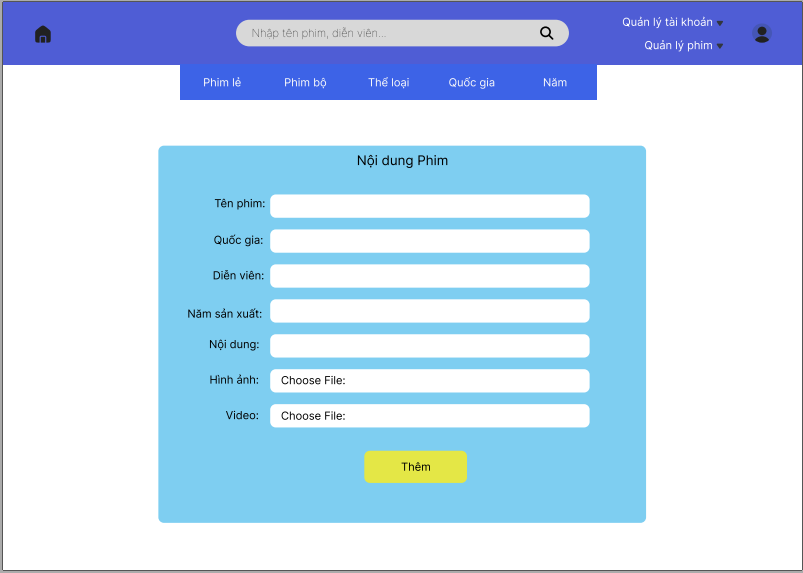 Nhập tên phim, diễn viên...
Quản lý tài khoản
Quản lý phim
Phim lẻ Phim bộ Thể loại Quốc gia Năm
Nội dung Phim
Tên phim:
Quốc gia:
Diễn viên:
Năm sản xuất:
Nội dung:
Hình ảnh: Choose File:
Video: Choose File:
Thêm